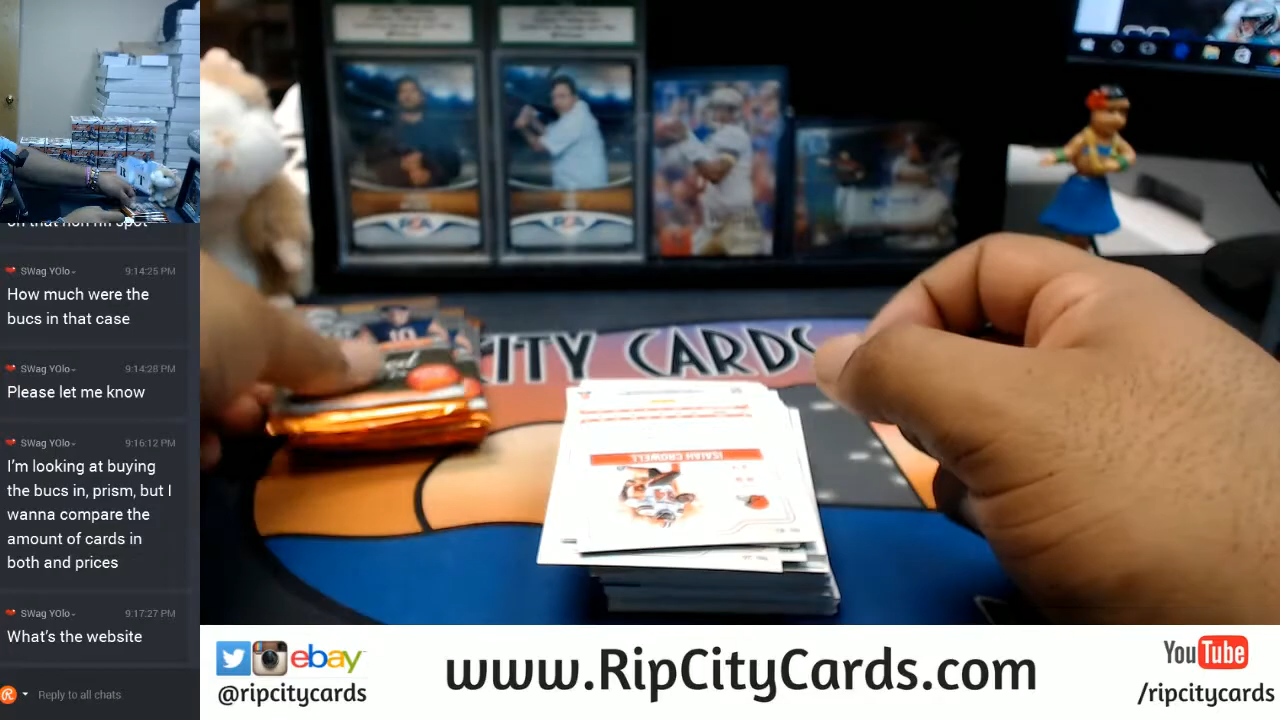 SWag YOlo 9:14:25 PM
How much were the
bucs in that case
SWag YOlo 9:14:28 PM
Please let me know
SWag YOlo 9:16:12 PM
I'm looking at buying
the bucs in, prism, but I
wanna compare the
amount of cards in
both and prices
SWag YOlo 9:17:27 PM
What's the website
Reply to all chats
CITY CARDS
ISAIAH CROWELL
10
R T
ebay
@ripcitycards
www.RipCityCards.com
YouTube
/ripcitycards